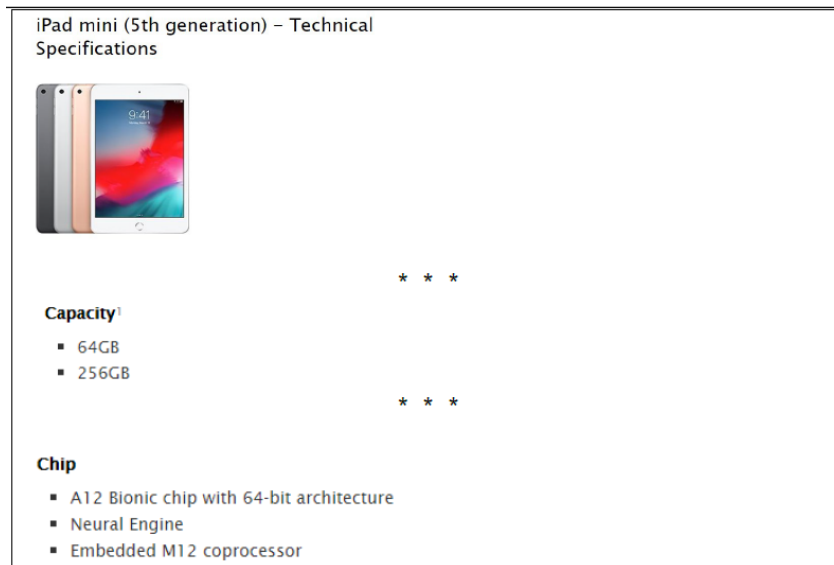 iPad mini (5th generation) – Technical
Specifications
9:41
* * *
Capacity1
▪ 64GB
▪ 256GB
* * *
Chip
▪ A12 Bionic chip with 64-bit architecture
▪ Neural Engine
▪ Embedded M12 coprocessor